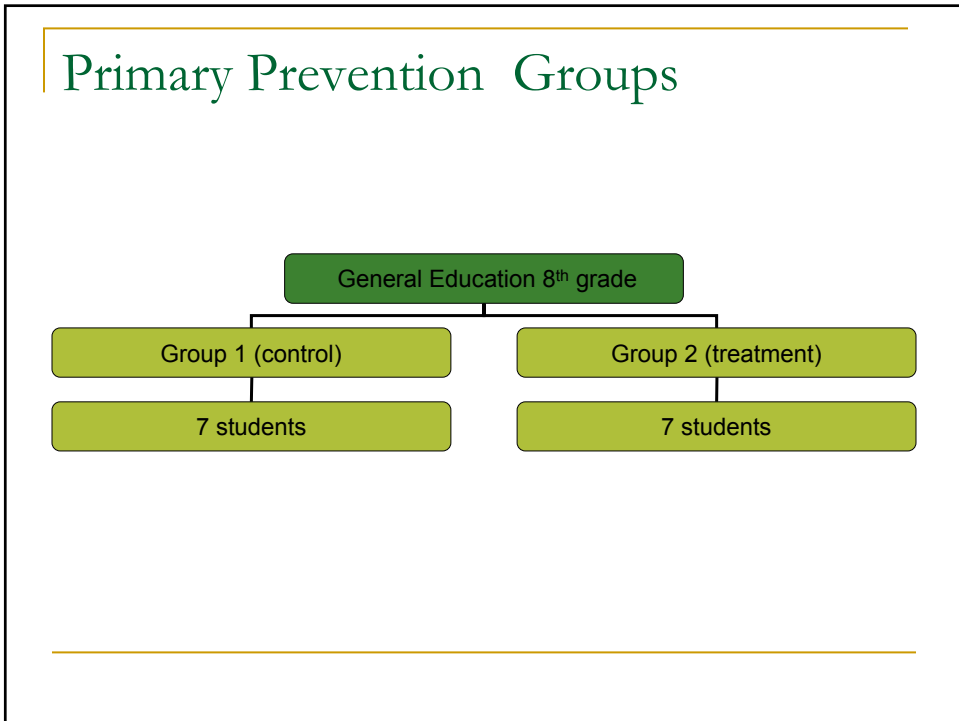 Primary Prevention Groups
General Education 8th grade
Group 1 (control)
Group 2 (treatment)
7 students
7 students